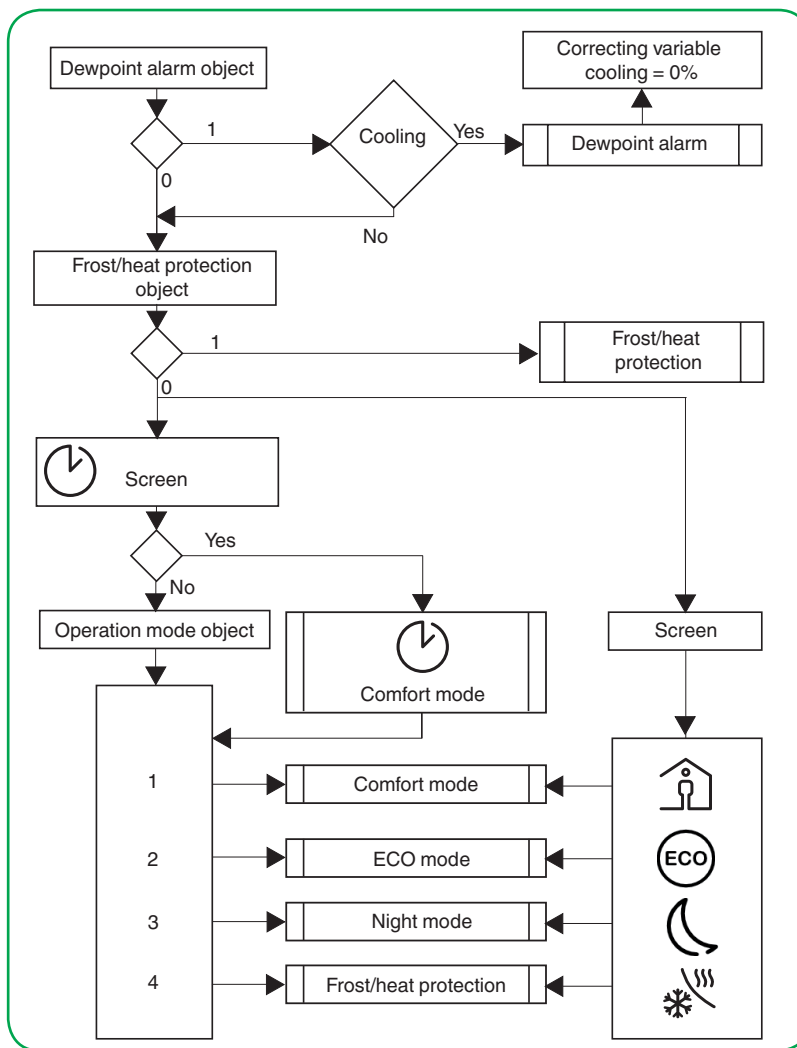 Dewpoint alarm object
Correcting variable
cooling = 0%
1
Cooling
Yes
Dewpoint alarm
0
No
Frost/heat protection
object
1
Frost/heat
protection
0
Screen
Yes
No
Operation mode object
Comfort mode
Screen
1
Comfort mode
2
ECO mode
ECO
3
Night mode
4
Frost/heat protection